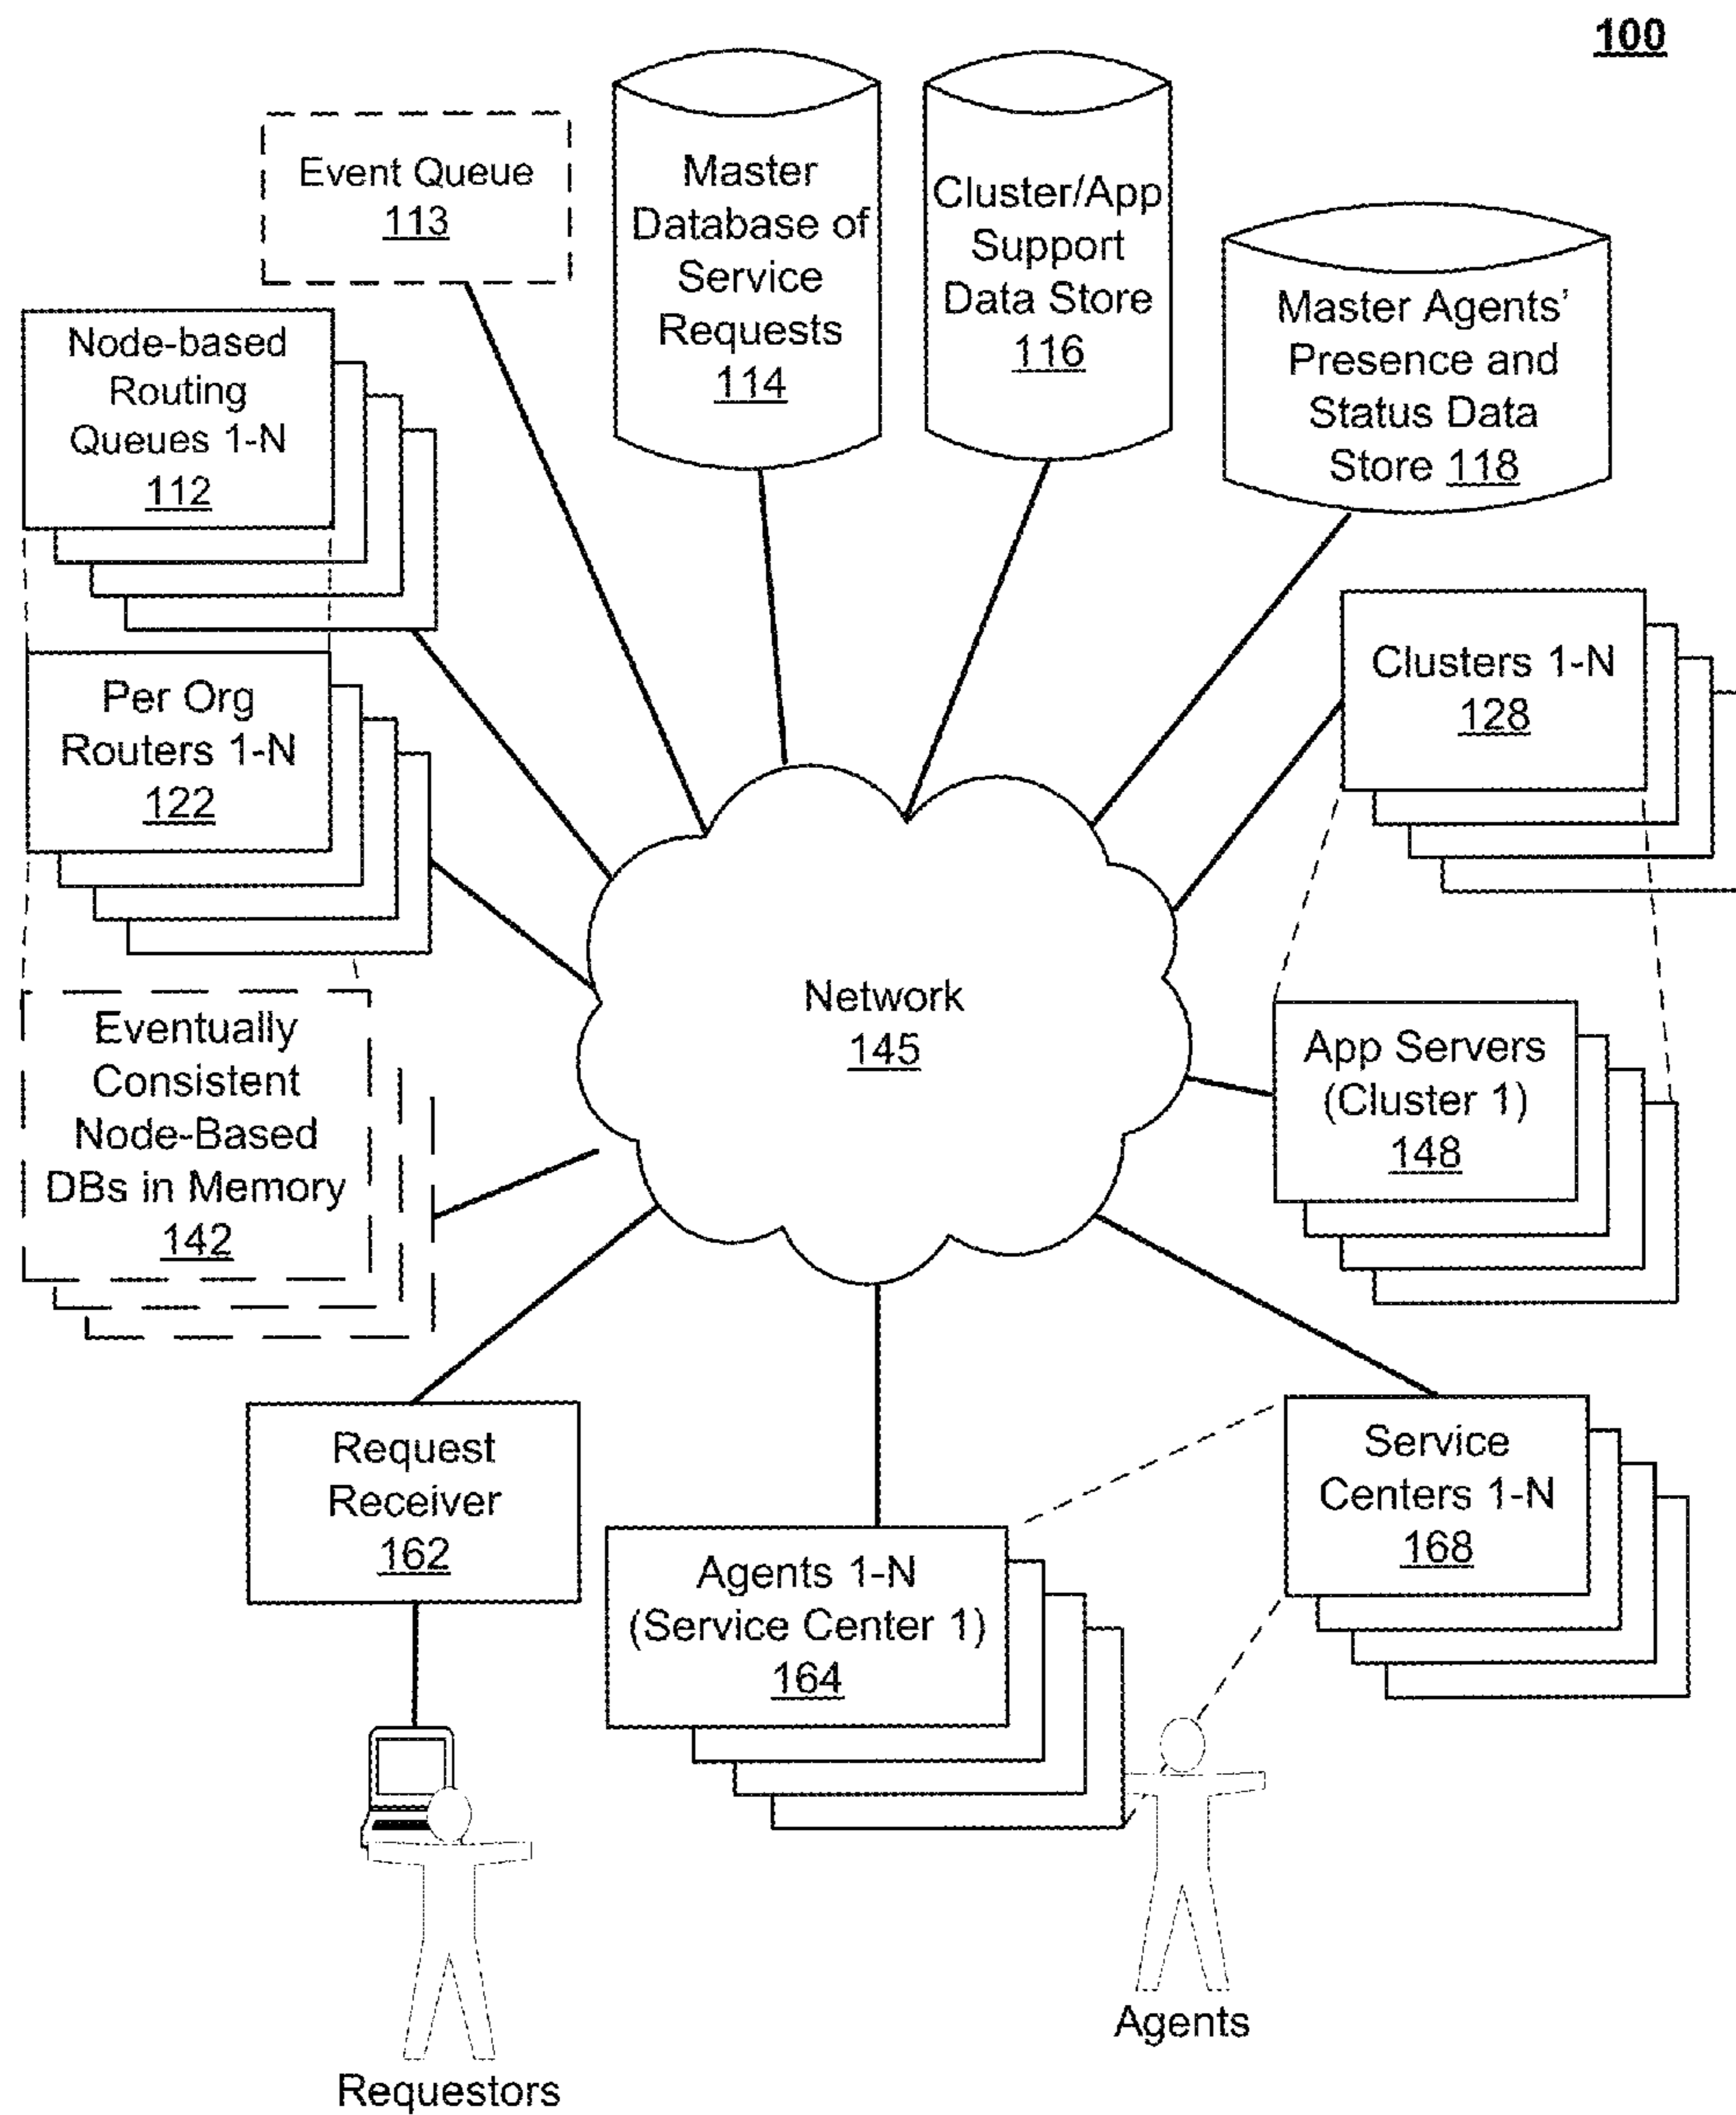 100
Event Queue
113
Master
Database of
Service
Requests
114
Cluster/App
Support
Data Store
116
Master Agents’
Presence and
Status Data
Store 118
Node-based
Routing
Queues 1-N
112
Per Org
Routers 1-N
122
Clusters 1-N
128
Network
145
Eventually
Consistent
Node-Based
DBs in Memory
142
App Servers
(Cluster 1)
148
Request
Receiver
162
Agents 1-N
(Service Center 1)
164
Service
Centers 1-N
168
Requestors
Agents